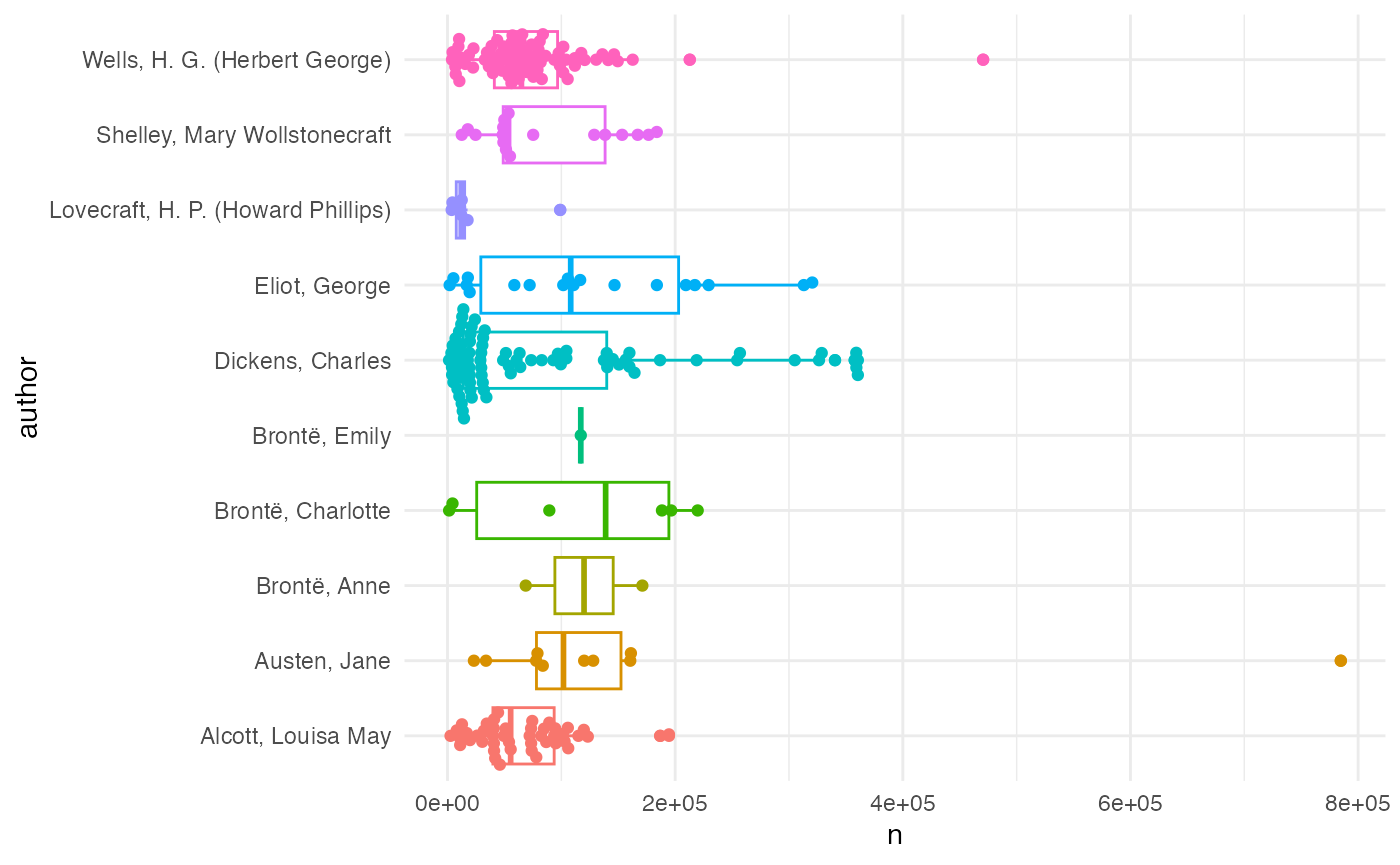 Wells, H. G. (Herbert George)
Shelley, Mary Wollstonecraft
Lovecraft, H. P. (Howard Phillips)
Eliot, George
Dickens, Charles
Brontë, Emily
Brontë, Charlotte
Brontë, Anne
Austen, Jane
Alcott, Louisa May
author
0e+00 2e+05 4e+05 6e+05 8e+05
n